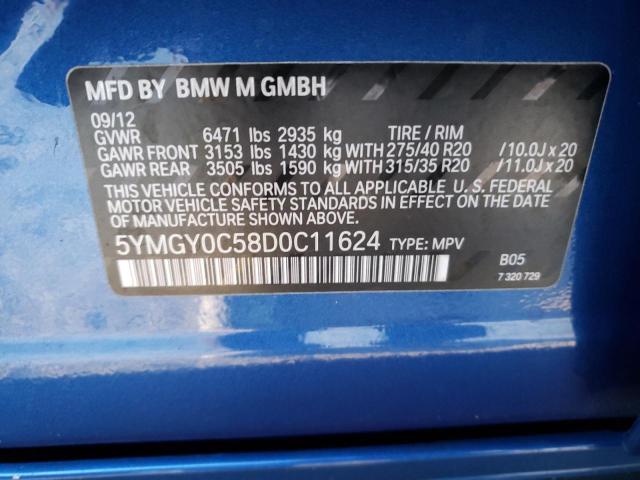 MFD BY BMW M GMBH
09/12
GVWR 6471 lbs 2935 kg TIRE / RIM
GAWR FRONT 3153 lbs 1430 kg WITH 275/40 R20 /10.0J x 20
GAWR REAR 3505 lbs 1590 kg WITH 315/35 R20 /11.0J x 20
THIS VEHICLE CONFORMS TO ALL APPLICABLE U. S. FEDERAL
MOTOR VEHICLE SAFETY STANDARDS IN EFFECT ON THE DATE
OF MANUFACTURE SHOWN ABOVE.
5YMGY0C58D0C11624 TYPE: MPV
B05
7 320 729